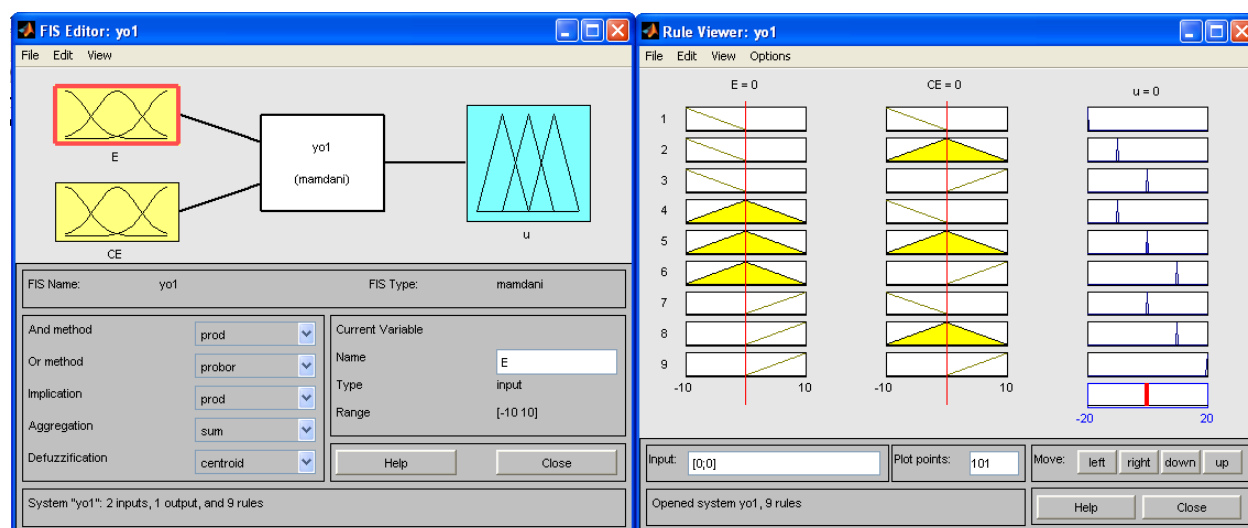 FIS Editor: yo1
File Edit View
E
yo1
(mamdani)
CE
u
FIS Name: yo1 FIS Type: mamdani
And method prod
Or method probor
Implication prod
Aggregation sum
Defuzzification centroid
Current Variable
Name E
Type input
Range [-10 10]
Help Close
System "yo1": 2 inputs, 1 output, and 9 rules
Rule Viewer: yo1
File Edit View Options
E = 0 CE = 0 u = 0
1
2
3
4
5
6
7
8
9
-10 10 -10 10
-20 20
Input: [0;0] Plot points: 101 Move: left right down up
Opened system yo1, 9 rules Help Close